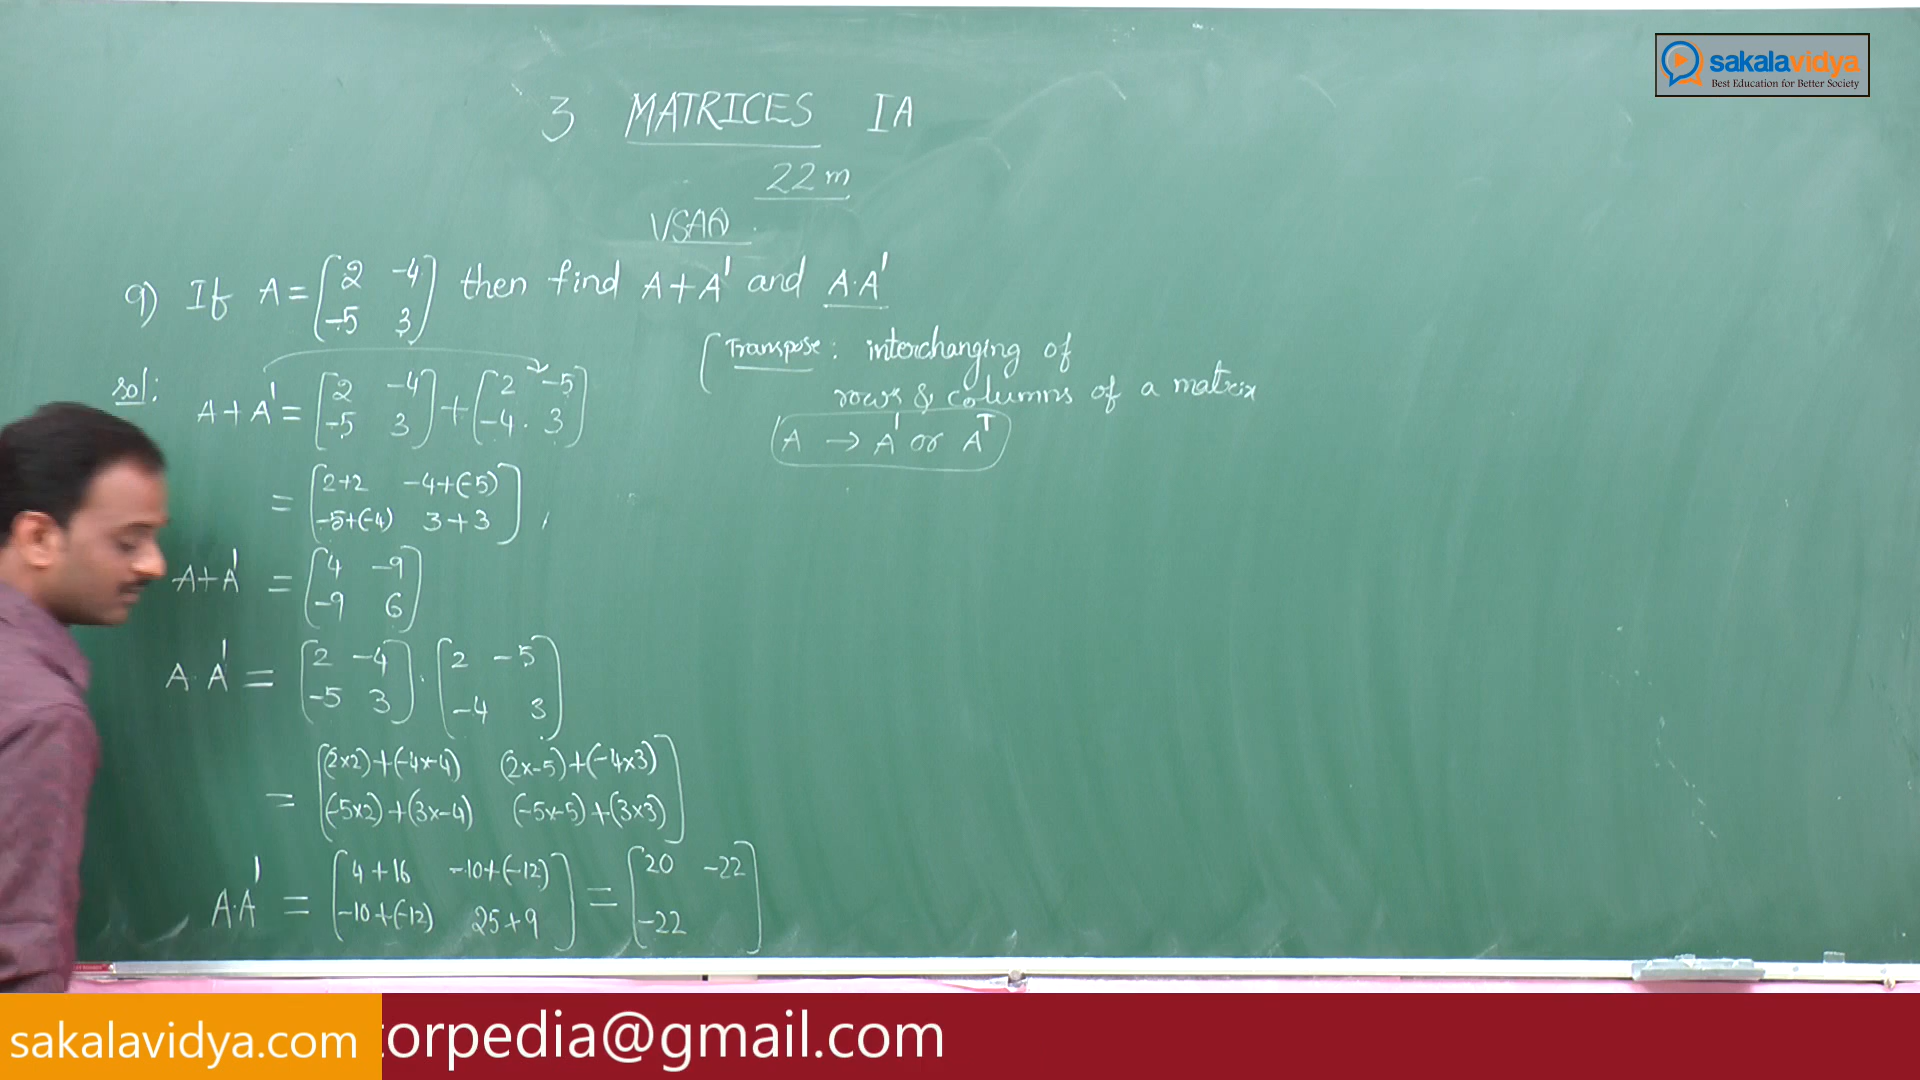 sakalavidya
Best Education for Better Society
3 MATRICES IA
22m
VSAQ
9) If A = [2 -4
-5 3] then find A+A' and A.A'
[Transpose: interchanging of
rows & columns of a matrix
A → A' or Aᵀ
sol: A+A' = [2 -4
-5 3] + [2 -5
-4 3]
= [2+2 -4+(-5)
-5+(-4) 3+3]
A+A' = [4 -9
-9 6]
A.A' = [2 -4
-5 3] . [2 -5
-4 3]
= [(2×2)+(-4×-4) (2×-5)+(-4×3)
(-5×2)+(3×-4) (-5×-5)+(3×3)]
A.A' = [4+16 -10+(-12)
-10+(-12) 25+9] = [20 -22
-22 ]
sakalavidya.com torpedia@gmail.com